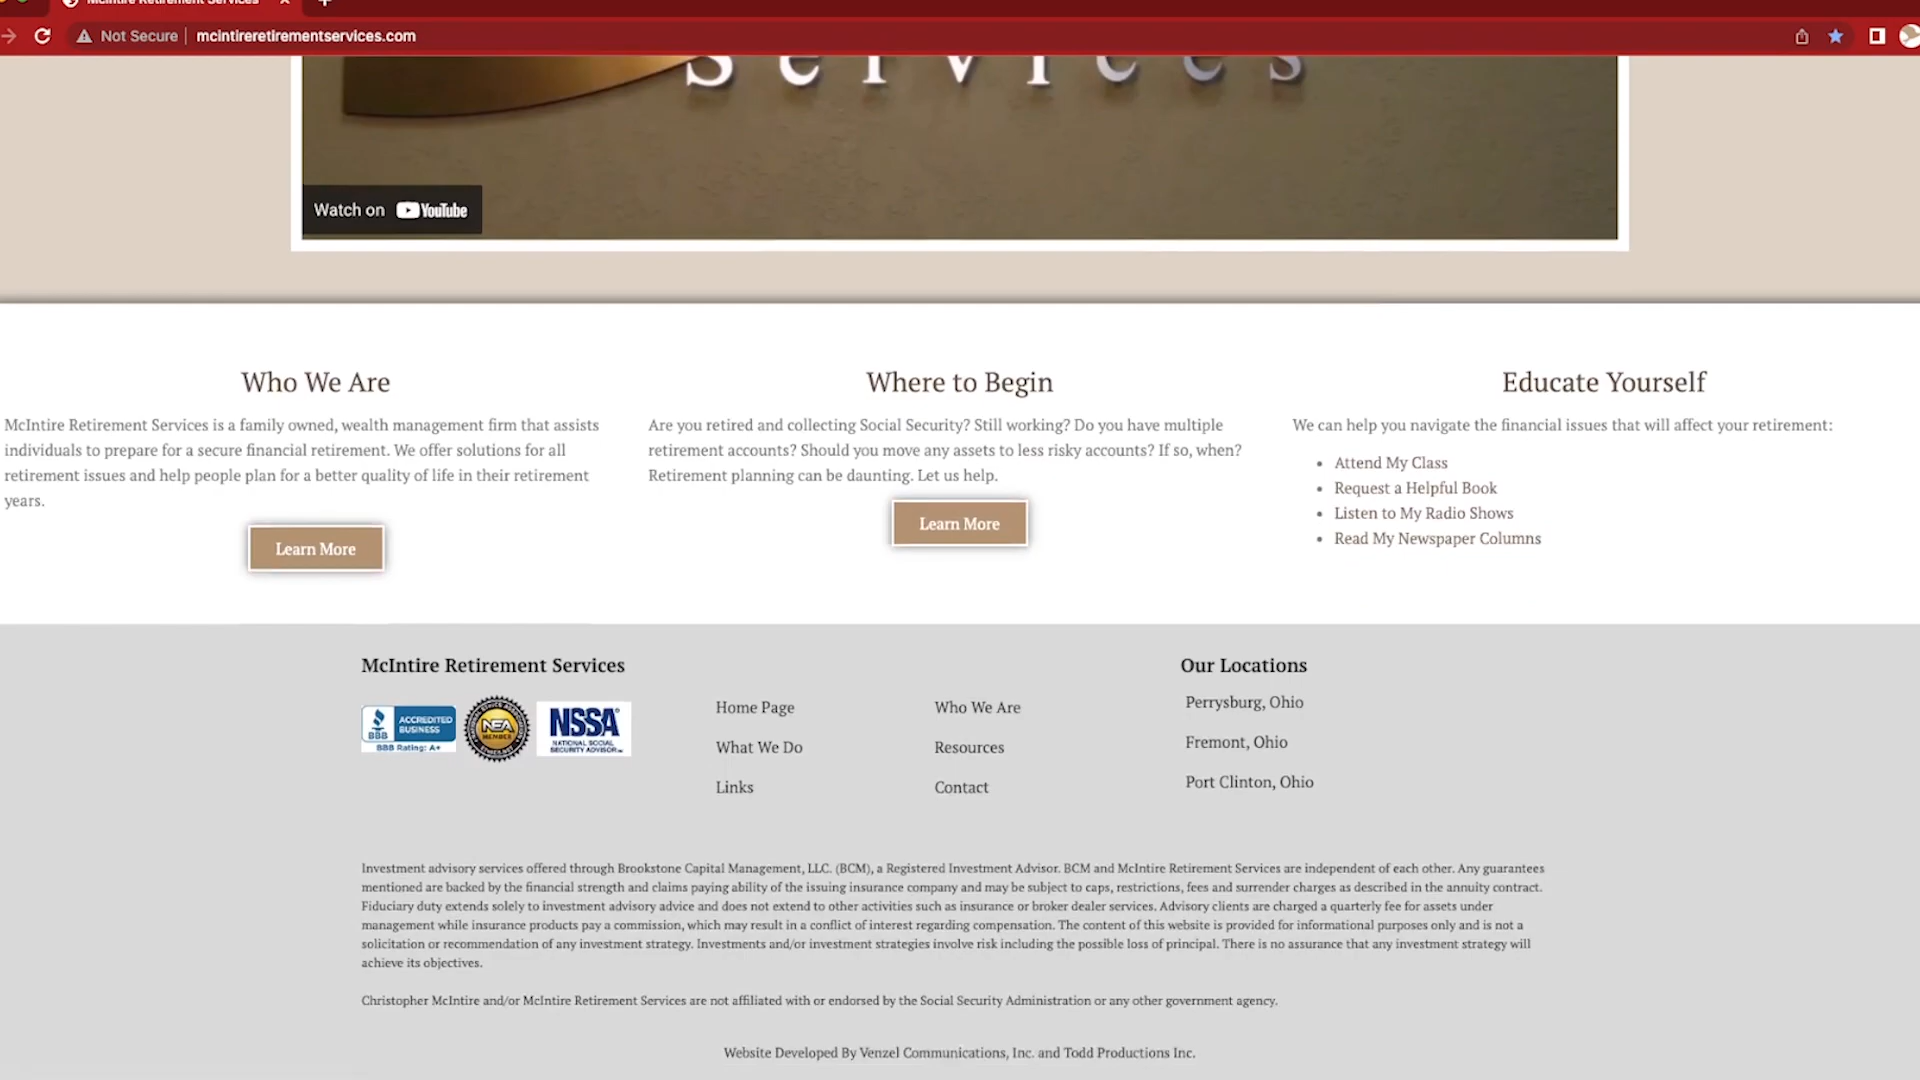 McIntire Retirement Services
Not Secure mcintireretirementservices.com
Services
Watch on YouTube
Who We Are
McIntire Retirement Services is a family owned, wealth management firm that assists
individuals to prepare for a secure financial retirement. We offer solutions for all
retirement issues and help people plan for a better quality of life in their retirement
years.
Learn More
Where to Begin
Are you retired and collecting Social Security? Still working? Do you have multiple
retirement accounts? Should you move any assets to less risky accounts? If so, when?
Retirement planning can be daunting. Let us help.
Learn More
Educate Yourself
We can help you navigate the financial issues that will affect your retirement:
Attend My Class
Request a Helpful Book
Listen to My Radio Shows
Read My Newspaper Columns
McIntire Retirement Services
BBB ACCREDITED BUSINESS
BBB Rating: A+
NEA
MEMBER
NSSA
NATIONAL SOCIAL
SECURITY ADVISOR
Home Page
What We Do
Links
Who We Are
Resources
Contact
Our Locations
Perrysburg, Ohio
Fremont, Ohio
Port Clinton, Ohio
Investment advisory services offered through Brookstone Capital Management, LLC. (BCM), a Registered Investment Advisor. BCM and McIntire Retirement Services are independent of each other. Any guarantees
mentioned are backed by the financial strength and claims paying ability of the issuing insurance company and may be subject to caps, restrictions, fees and surrender charges as described in the annuity contract.
Fiduciary duty extends solely to investment advisory advice and does not extend to other activities such as insurance or broker dealer services. Advisory clients are charged a quarterly fee for assets under
management while insurance products pay a commission, which may result in a conflict of interest regarding compensation. The content of this website is provided for informational purposes only and is not a
solicitation or recommendation of any investment strategy. Investments and/or investment strategies involve risk including the possible loss of principal. There is no assurance that any investment strategy will
achieve its objectives.
Christopher McIntire and/or McIntire Retirement Services are not affiliated with or endorsed by the Social Security Administration or any other government agency.
Website Developed By Venzel Communications, Inc. and Todd Productions Inc.